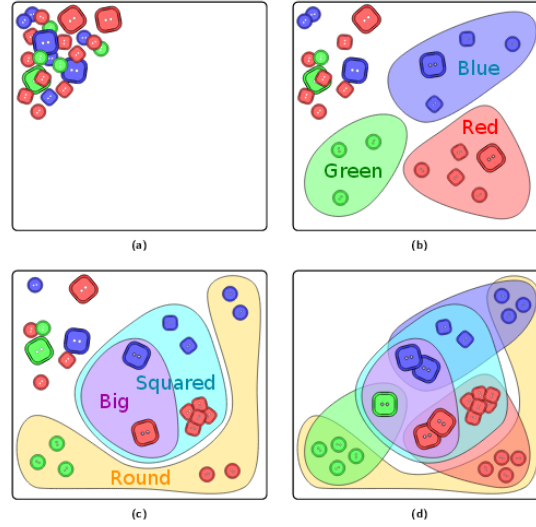 Blue
Red
Green
(a)
(b)
Squared
Big
Round
(c)
(d)